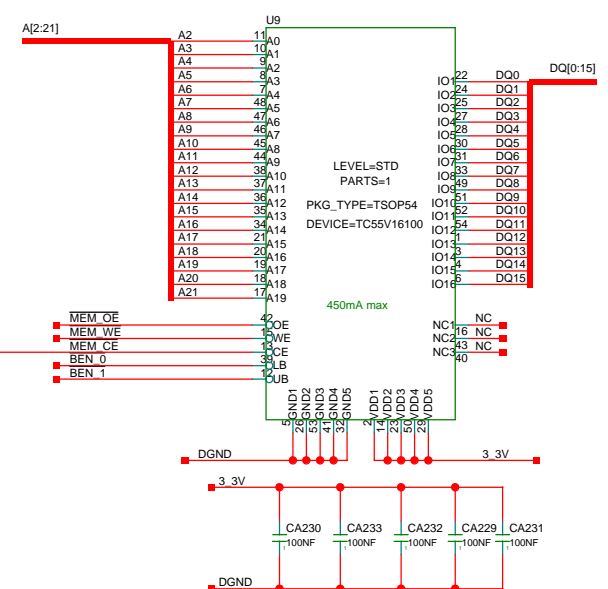 U9
A[2:21]
DQ[0:15]
A2 11 A0
A3 10 A1
A4 9 A2
A5 8 A3
A6 7 A4
A7 48 A5
A8 47 A6
A9 46 A7
A10 45 A8
A11 44 A9
A12 38 A10
A13 37 A11
A14 36 A12
A15 35 A13
A16 34 A14
A17 21 A15
A18 20 A16
A19 19 A17
A20 18 A18
A21 17 A19
LEVEL=STD
PARTS=1
PKG_TYPE=TSOP54
DEVICE=TC55V16100
450mA max
IO1 22 DQ0
IO2 24 DQ1
IO3 25 DQ2
IO4 27 DQ3
IO5 28 DQ4
IO6 30 DQ5
IO7 31 DQ6
IO8 33 DQ7
IO9 49 DQ8
IO10 51 DQ9
IO11 52 DQ10
IO12 54 DQ11
IO13 1 DQ12
IO14 3 DQ13
IO15 4 DQ14
IO16 6 DQ15
MEM_OE 42 OE
MEM_WE 15 WE
MEM_CE 13 CE
BEN_0 39 LB
BEN_1 12 UB
NC1 16 NC
NC2 43 NC
NC3 40
GND1 GND2 GND3 GND4 GND5 VDD1 VDD2 VDD3 VDD4 VDD5
5 26 53 41 32 2 14 23 50 29
DGND 3_3V
3_3V
CA230 CA233 CA232 CA229 CA231
100NF 100NF 100NF 100NF 100NF
1 1 1 1 1
DGND